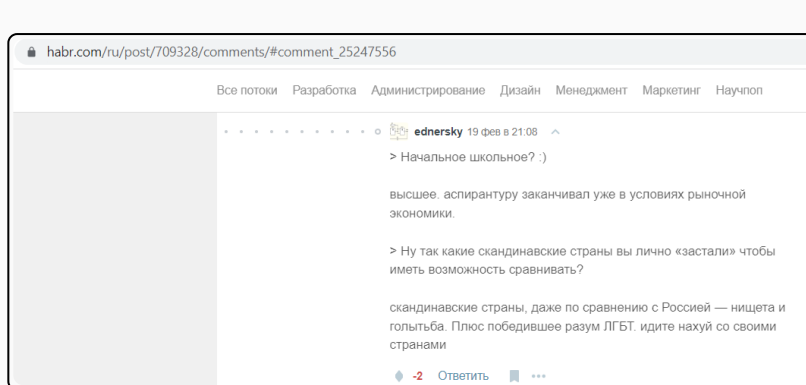 habr.com/ru/post/709328/comments/#comment_25247556
Все потоки Разработка Администрирование Дизайн Менеджмент Маркетинг Научпоп
ednersky 19 фев в 21:08
> Начальное школьное? :)
высшее. аспирантуру заканчивал уже в условиях рыночной
экономики.
> Ну так какие скандинавские страны вы лично «застали» чтобы
иметь возможность сравнивать?
скандинавские страны, даже по сравнению с Россией — нищета и
голытьба. Плюс победившее разум ЛГБТ. идите нахуй со своими
странами
-2 Ответить